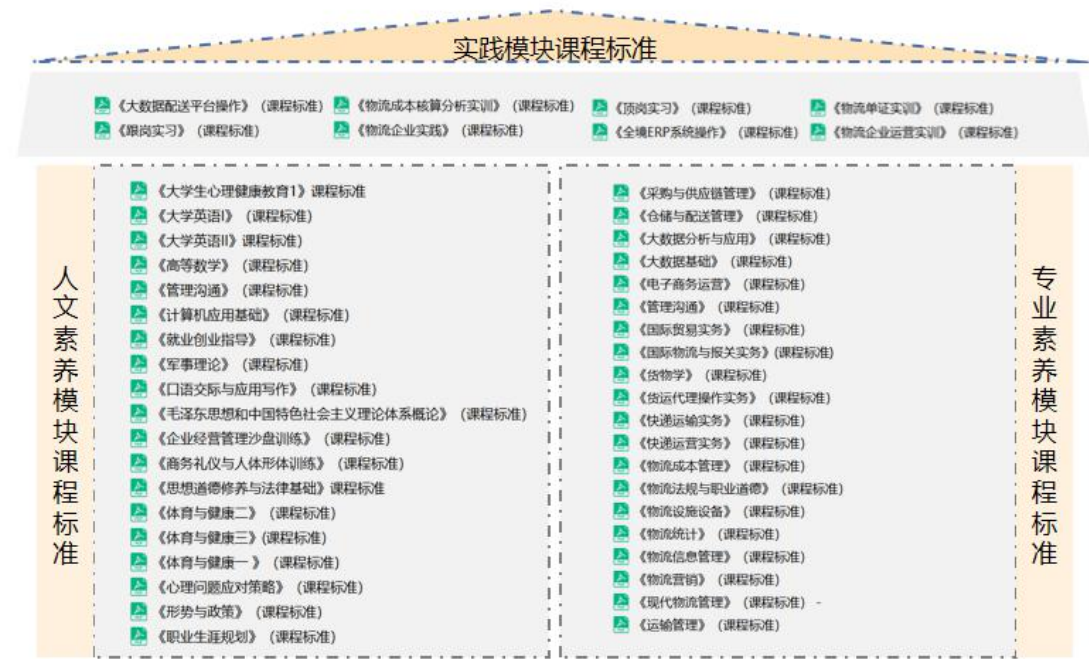 实践模块课程标准
《大数据配送平台操作》（课程标准） 《物流成本核算分析实训》（课程标准） 《顶岗实习》（课程标准） 《物流单证实训》（课程标准）
《跟岗实习》（课程标准） 《物流企业实践》（课程标准） 《全境ERP系统操作》（课程标准） 《物流企业运营实训》（课程标准）
人文素养模块课程标准
《大学生心理健康教育1》课程标准
《大学英语I》（课程标准）
《大学英语II》课程标准）
《高等数学》（课程标准）
《管理沟通》（课程标准）
《计算机应用基础》（课程标准）
《就业创业指导》（课程标准）
《军事理论》（课程标准）
《口语交际与应用写作》（课程标准）
《毛泽东思想和中国特色社会主义理论体系概论》（课程标准）
《企业经营管理沙盘训练》（课程标准）
《商务礼仪与人体形体训练》（课程标准）
《思想道德修养与法律基础》课程标准
《体育与健康二》（课程标准）
《体育与健康三》(课程标准）
《体育与健康一 》（课程标准）
《心理问题应对策略》（课程标准）
《形势与政策》（课程标准）
《职业生涯规划》（课程标准）
《采购与供应链管理》（课程标准）
《仓储与配送管理》（课程标准）
《大数据分析与应用》（课程标准）
《大数据基础》（课程标准）
《电子商务运营》（课程标准）
《管理沟通》（课程标准）
《国际贸易实务》（课程标准）
《国际物流与报关实务》(课程标准)
《货物学》（课程标准）
《货运代理操作实务》（课程标准）
《快递运输实务》（课程标准）
《快递运营实务》（课程标准）
《物流成本管理》（课程标准）
《物流法规与职业道德》（课程标准）
《物流设施设备》（课程标准）
《物流统计》（课程标准）
《物流信息管理》（课程标准）
《物流营销》（课程标准）
《现代物流管理》（课程标准） -
《运输管理》（课程标准）
专业素养模块课程标准